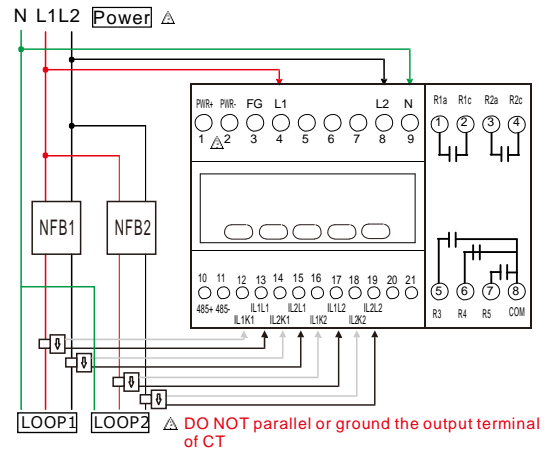 N L1 L2 Power ⚠
PWR+ PWR- FG L1 L2 N
1 ⚠ 2 3 4 5 6 7 8 9
R1a R1c R2a R2c
1 2 3 4
NFB1 NFB2
10 11 12 13 14 15 16 17 18 19 20 21
485+ 485- IL1L1 IL2L1 IL1L2 IL2L2
IL1K1 IL2K1 IL1K2 IL2K2
5 6 7 8
R3 R4 R5 COM
LOOP1 LOOP2 ⚠ DO NOT parallel or ground the output terminal
of CT